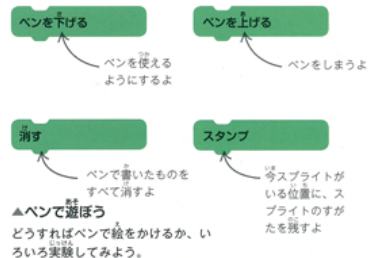 ペンを下げる
ペンを使える
ようにするよ
ペンを上げる
ペンをしまうよ
消す
ペンで書いたものを
すべて消すよ
スタンプ
今スプライトが
いる位置に、ス
プライトのすが
たを残すよ
▲ペンで遊ぼう
どうすればペンで絵をかけるか、い
ろいろ実験してみよう。